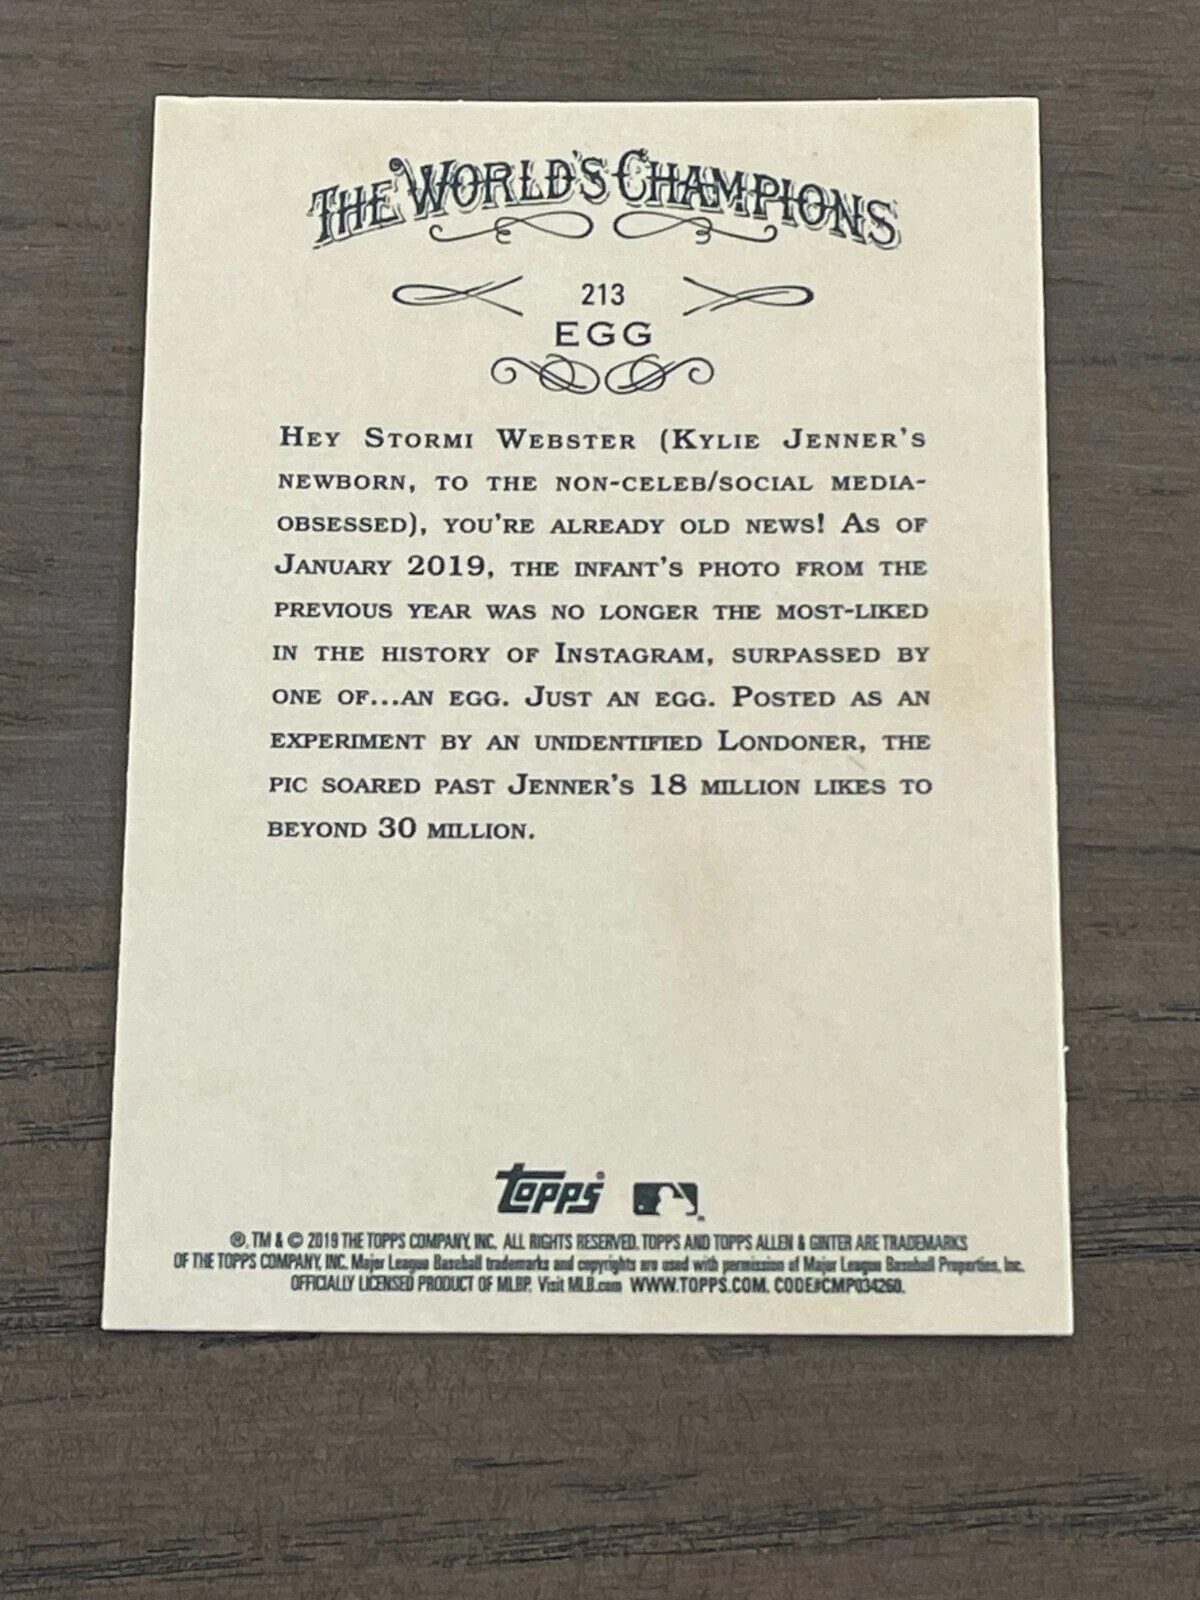 THE WORLD'S CHAMPIONS
213
EGG
HEY STORMI WEBSTER (KYLIE JENNER'S
NEWBORN, TO THE NON-CELEB/SOCIAL MEDIA-
OBSESSED), YOU'RE ALREADY OLD NEWS! AS OF
JANUARY 2019, THE INFANT'S PHOTO FROM THE
PREVIOUS YEAR WAS NO LONGER THE MOST-LIKED
IN THE HISTORY OF INSTAGRAM, SURPASSED BY
ONE OF...AN EGG. JUST AN EGG. POSTED AS AN
EXPERIMENT BY AN UNIDENTIFIED LONDONER, THE
PIC SOARED PAST JENNER'S 18 MILLION LIKES TO
BEYOND 30 MILLION.
topps
®, TM & © 2019 THE TOPPS COMPANY, INC. ALL RIGHTS RESERVED. TOPPS AND TOPPS ALLEN & GINTER ARE TRADEMARKS
OF THE TOPPS COMPANY, INC. Major League Baseball trademarks and copyrights are used with permission of Major League Baseball Properties, Inc.
OFFICIALLY LICENSED PRODUCT OF MLBP. Visit MLB.com WWW.TOPPS.COM. CODE#CMP034260.